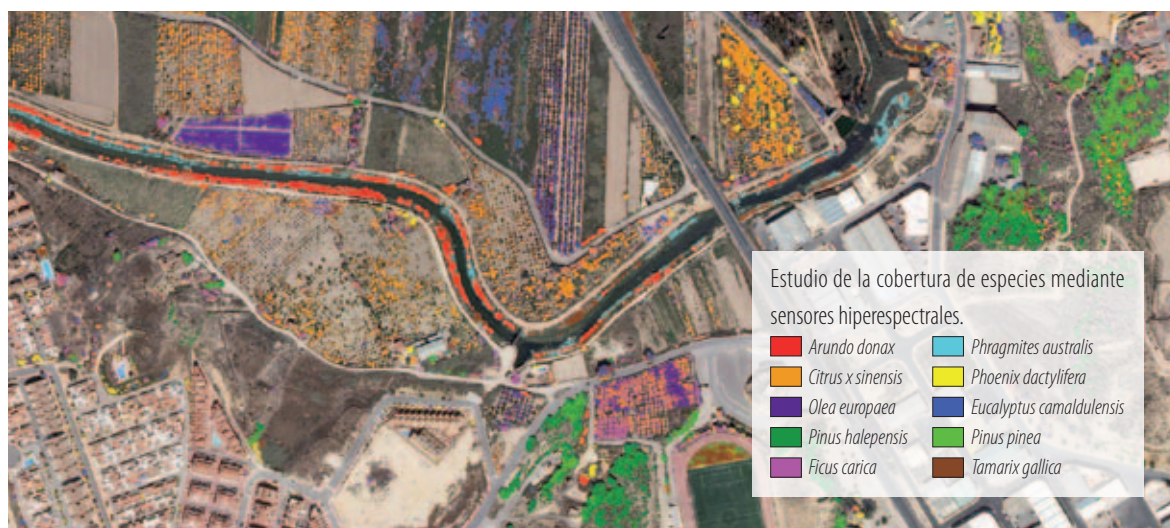 Estudio de la cobertura de especies mediante
sensores hiperespectrales.
Arundo donax
Phragmites australis
Citrus x sinensis
Phoenix dactylifera
Olea europaea
Eucalyptus camaldulensis
Pinus halepensis
Pinus pinea
Ficus carica
Tamarix gallica